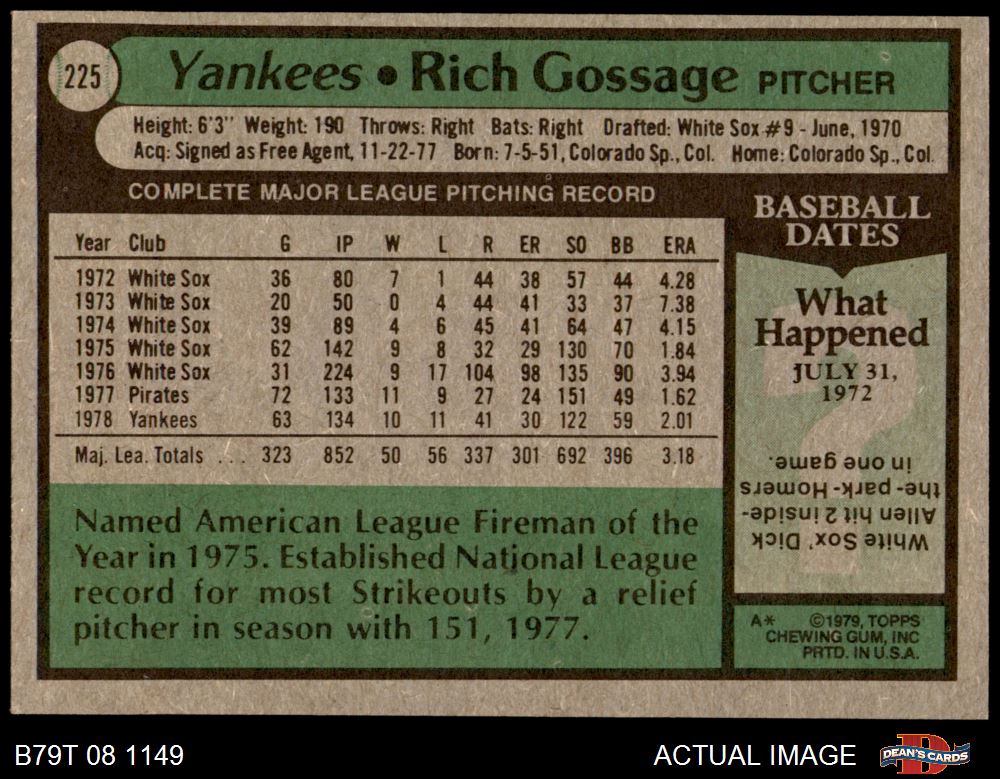 225
Yankees • Rich Gossage PITCHER
Height: 6'3" Weight: 190 Throws: Right Bats: Right Drafted: White Sox #9 - June, 1970
Acq: Signed as Free Agent, 11-22-77 Born: 7-5-51, Colorado Sp., Col. Home: Colorado Sp., Col.
COMPLETE MAJOR LEAGUE PITCHING RECORD
Year Club G IP W L R ER SO BB ERA
1972 White Sox 36 80 7 1 44 38 57 44 4.28
1973 White Sox 20 50 0 4 44 41 33 37 7.38
1974 White Sox 39 89 4 6 45 41 64 47 4.15
1975 White Sox 62 142 9 8 32 29 130 70 1.84
1976 White Sox 31 224 9 17 104 98 135 90 3.94
1977 Pirates 72 133 11 9 27 24 151 49 1.62
1978 Yankees 63 134 10 11 41 30 122 59 2.01
Maj. Lea. Totals ... 323 852 50 56 337 301 692 396 3.18
Named American League Fireman of the
Year in 1975. Established National League
record for most Strikeouts by a relief
pitcher in season with 151, 1977.
BASEBALL
DATES
What
Happened
JULY 31,
1972
White Sox' Dick
Allen hit 2 inside-
the-park-Homers
in one game.
A* ©1979, TOPPS
CHEWING GUM, INC
PRTD. IN U.S.A.
B79T 08 1149
ACTUAL IMAGE
DEAN'S CARDS